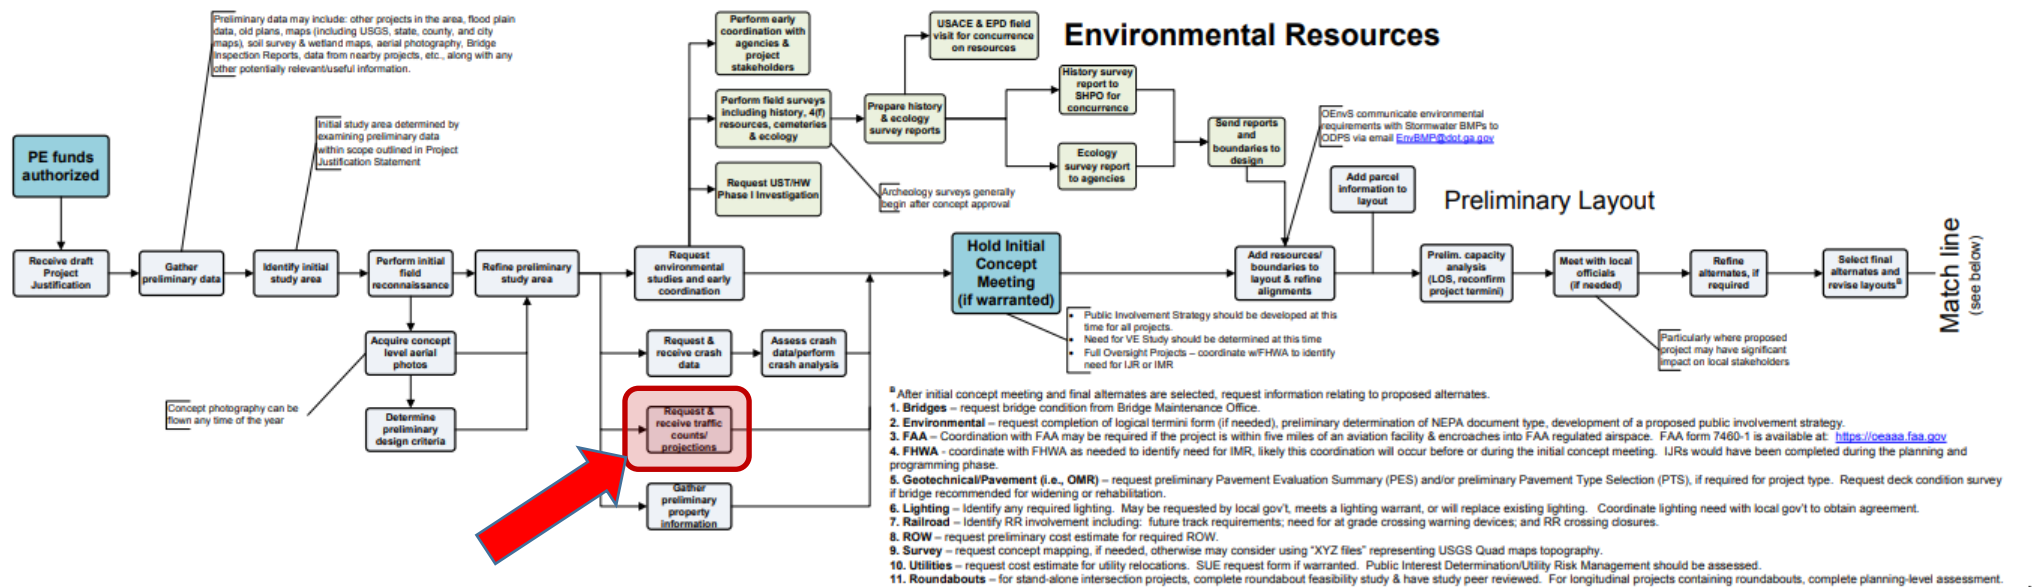 Preliminary data may include: other projects in the area, flood plain
data, old plans, maps (including USGS, state, county, and city
maps), soil survey & wetland maps, aerial photography, Bridge
Inspection Reports, data from nearby projects, etc., along with any
other potentially relevant/useful information.
Perform early
coordination with
agencies &
project
stakeholders
USACE & EPD field
visit for concurrence
on resources
Environmental Resources
Initial study area determined by
examining preliminary data
within scope outlined in Project
Justification Statement
Perform field surveys
including history, 4(f)
resources, cemeteries
& ecology
Prepare history
& ecology
survey reports
History survey
report to
SHPO for
concurrence
Ecology
survey report
to agencies
Send reports
and
boundaries to
design
OEnvS communicate environmental
requirements with Stormwater BMPs to
ODPS via email EnvBMP@dot.ga.gov
PE funds
authorized
Request UST/HW
Phase I Investigation
Archeology surveys generally
begin after concept approval
Add parcel
information to
layout
Preliminary Layout
Receive draft
Project
Justification
Gather
preliminary data
Identify initial
study area
Perform initial
field
reconnaissance
Refine preliminary
study area
Request
environmental
studies and early
coordination
Hold Initial
Concept
Meeting
(if warranted)
Add resources/
boundaries to
layout & refine
alignments
Prelim. capacity
analysis
(LOS, reconfirm
project termini)
Meet with local
officials
(if needed)
Refine
alternates, if
required
Select final
alternates and
revise layouts B
Match line
(see below)
Acquire concept
level aerial
photos
Request &
receive crash
data
Assess crash
data/perform
crash analysis
• Public Involvement Strategy should be developed at this
time for all projects.
• Need for VE Study should be determined at this time
• Full Oversight Projects – coordinate w/FHWA to identify
need for IJR or IMR
Particularly where proposed
project may have significant
impact on local stakeholders
Concept photography can be
flown any time of the year
Determine
preliminary
design criteria
Request &
receive traffic
counts/
projections
Gather
preliminary
property
information
B After initial concept meeting and final alternates are selected, request information relating to proposed alternates.
1. Bridges – request bridge condition from Bridge Maintenance Office.
2. Environmental – request completion of logical termini form (if needed), preliminary determination of NEPA document type, development of a proposed public involvement strategy.
3. FAA – Coordination with FAA may be required if the project is within five miles of an aviation facility & encroaches into FAA regulated airspace. FAA form 7460-1 is available at: https://oeaaa.faa.gov
4. FHWA - coordinate with FHWA as needed to identify need for IMR, likely this coordination will occur before or during the initial concept meeting. IJRs would have been completed during the planning and
programming phase.
5. Geotechnical/Pavement (i.e., OMR) – request preliminary Pavement Evaluation Summary (PES) and/or preliminary Pavement Type Selection (PTS), if required for project type. Request deck condition survey
if bridge recommended for widening or rehabilitation.
6. Lighting – Identify any required lighting. May be requested by local gov't, meets a lighting warrant, or will replace existing lighting. Coordinate lighting need with local gov't to obtain agreement.
7. Railroad – Identify RR involvement including: future track requirements; need for at grade crossing warning devices; and RR crossing closures.
8. ROW – request preliminary cost estimate for required ROW.
9. Survey – request concept mapping, if needed, otherwise may consider using "XYZ files" representing USGS Quad maps topography.
10. Utilities – request cost estimate for utility relocations. SUE request form if warranted. Public Interest Determination/Utility Risk Management should be assessed.
11. Roundabouts – for stand-alone intersection projects, complete roundabout feasibility study & have study peer reviewed. For longitudinal projects containing roundabouts, complete planning-level assessment.